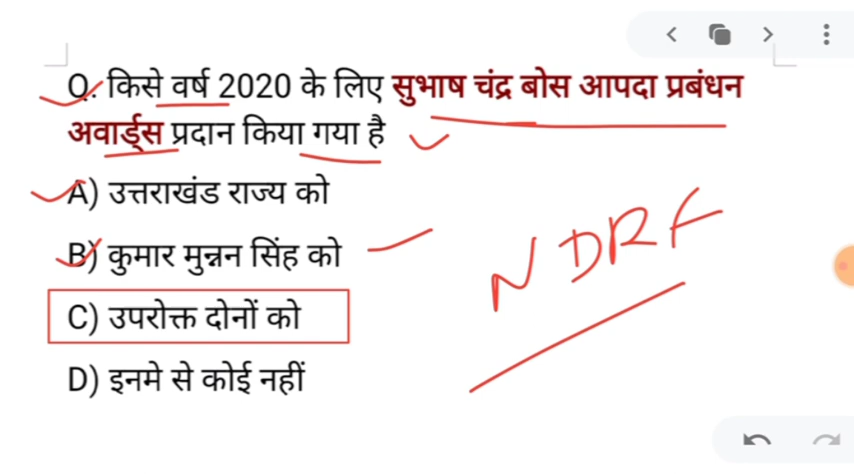 Q. किसे वर्ष 2020 के लिए सुभाष चंद्र बोस आपदा प्रबंधन
अवार्ड्स प्रदान किया गया है
A) उत्तराखंड राज्य को
B) कुमार मुन्नन सिंह को
NDRF
C) उपरोक्त दोनों को
D) इनमे से कोई नहीं